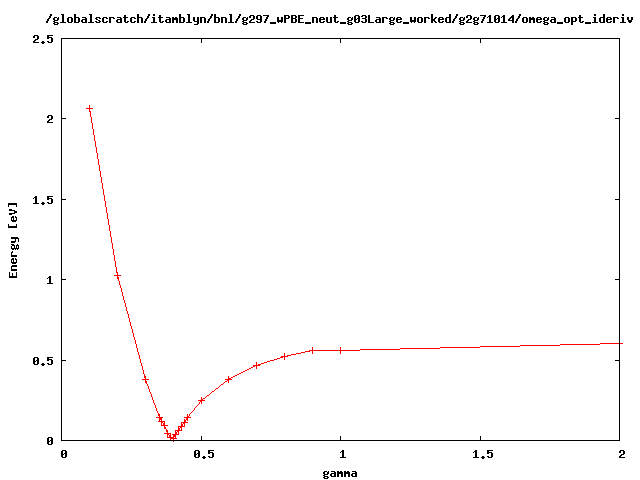 /globalscratch/itamblyn/bnl/g297_wPBE_neut_g03Large_worked/g2g71014/omega_opt_ideriv
2.5
2
1.5
1
0.5
0
Energy [eV]
0 0.5 1 1.5 2
gamma